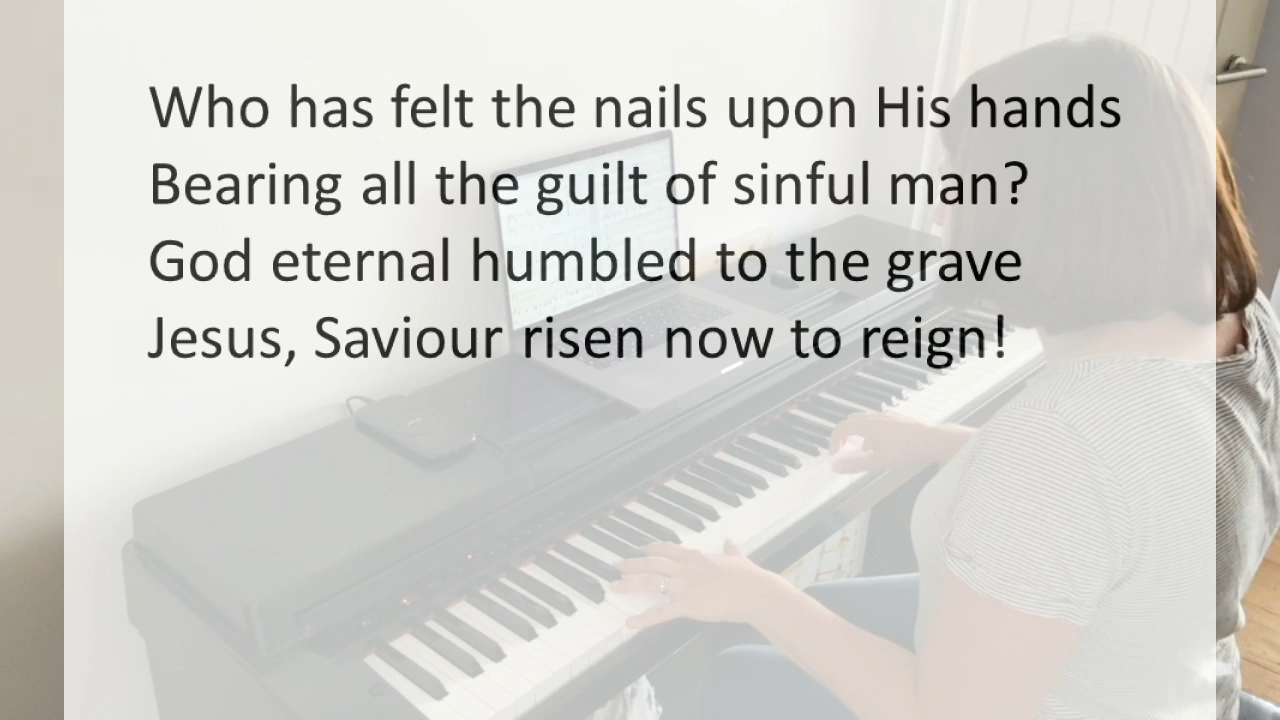 Who has felt the nails upon His hands
Bearing all the guilt of sinful man?
God eternal humbled to the grave
Jesus, Saviour risen now to reign!